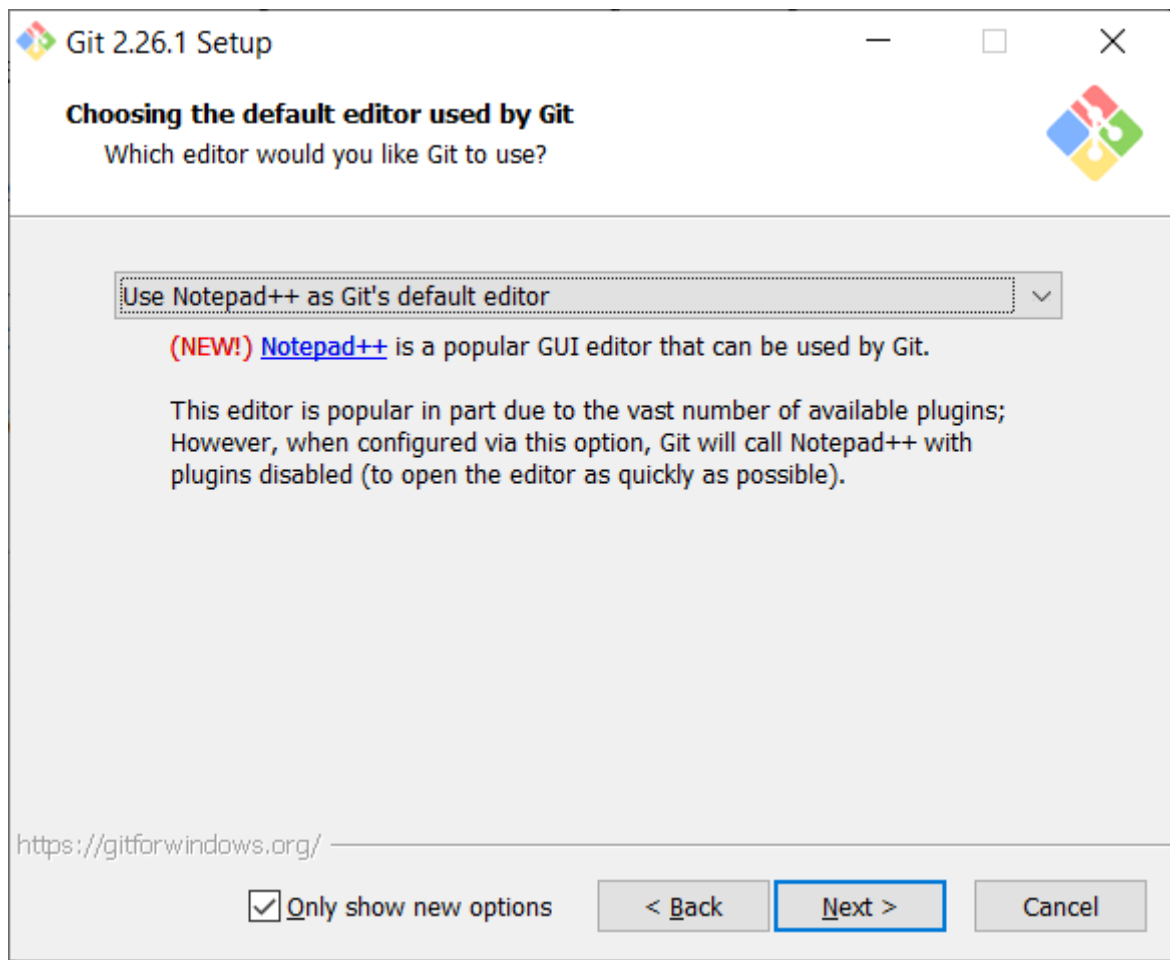 Git 2.26.1 Setup
Choosing the default editor used by Git
Which editor would you like Git to use?
Use Notepad++ as Git's default editor
(NEW!) Notepad++ is a popular GUI editor that can be used by Git.
This editor is popular in part due to the vast number of available plugins;
However, when configured via this option, Git will call Notepad++ with
plugins disabled (to open the editor as quickly as possible).
https://gitforwindows.org/
Only show new options
< Back
Next >
Cancel